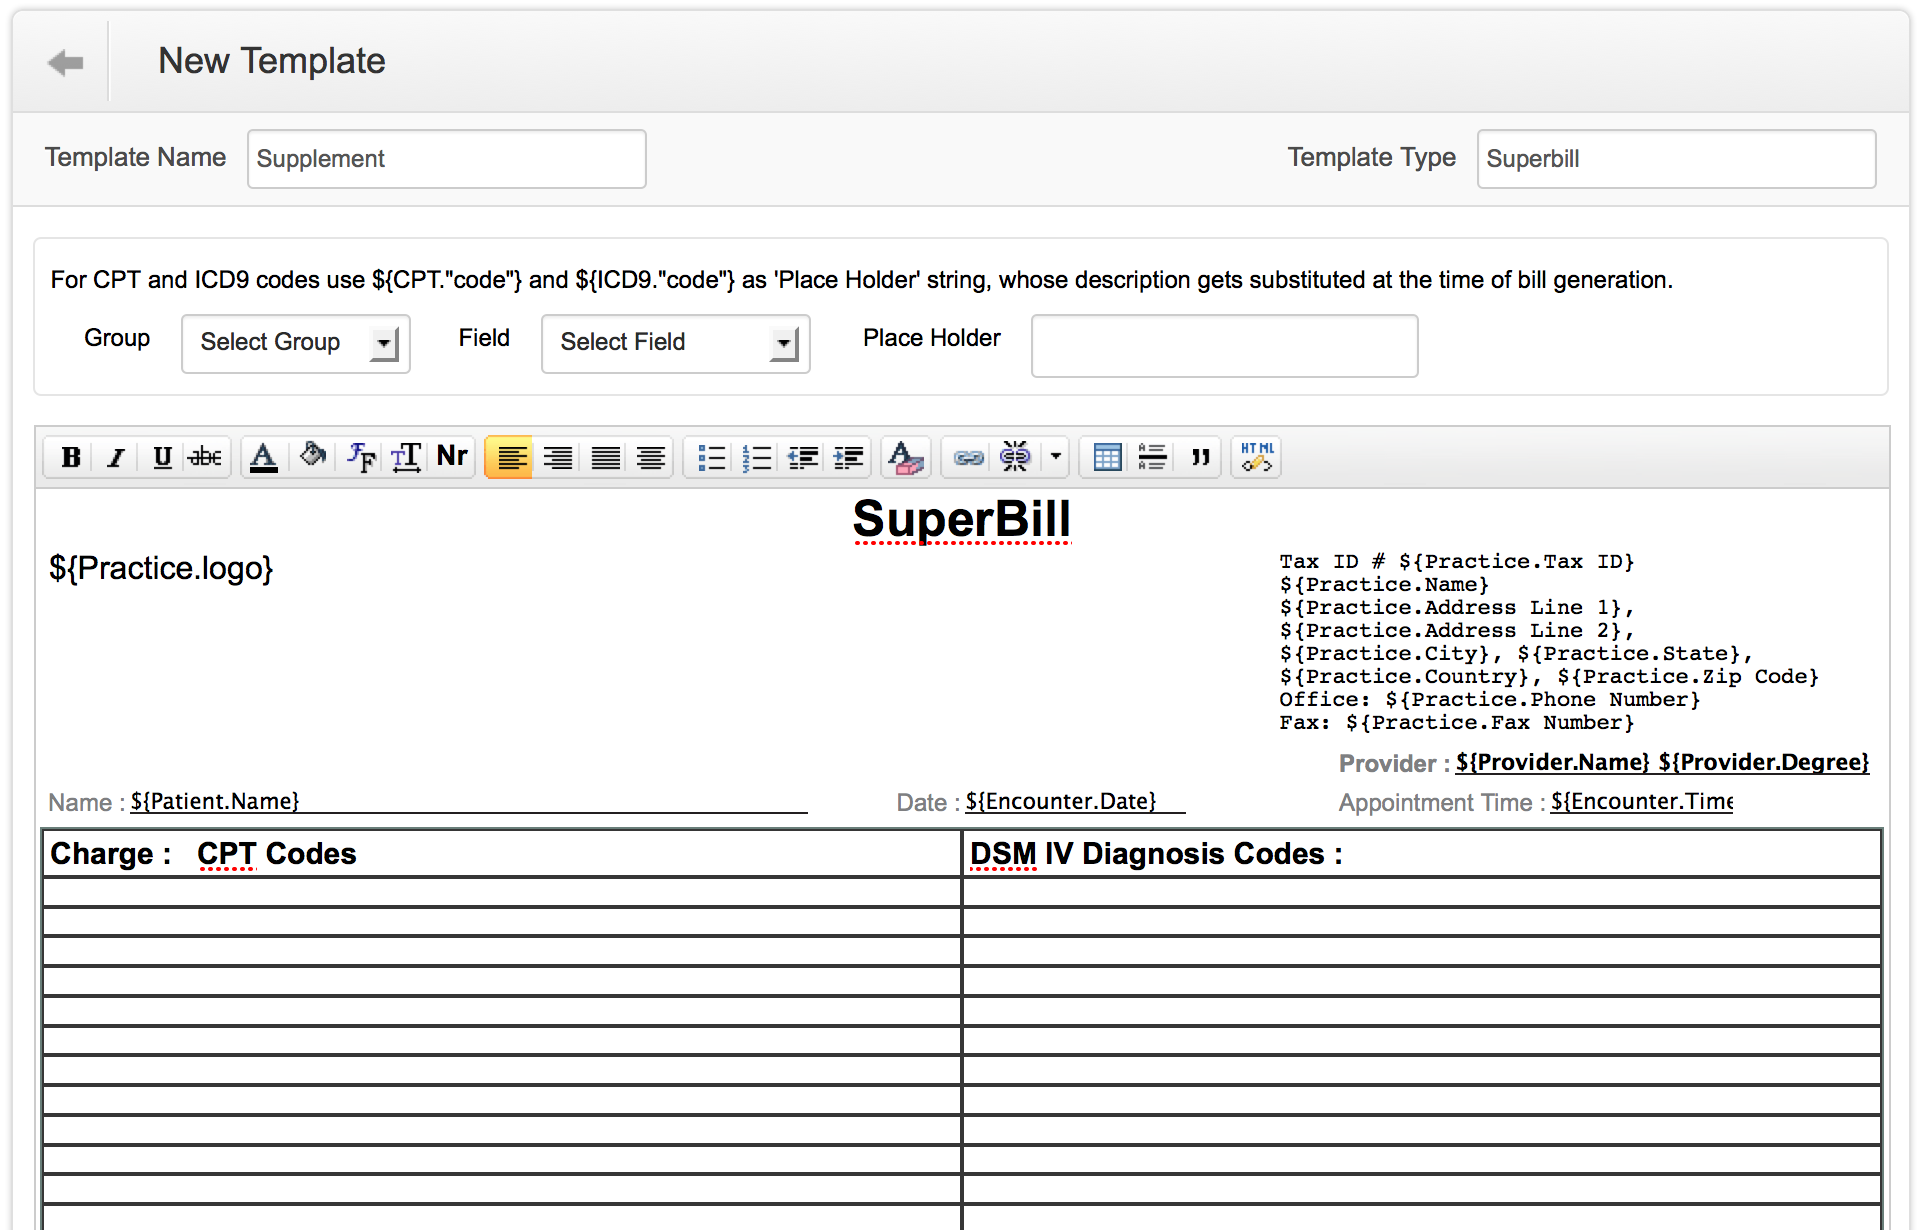 New Template
Template Name Supplement Template Type Superbill
For CPT and ICD9 codes use ${CPT."code"} and ${ICD9."code"} as 'Place Holder' string, whose description gets substituted at the time of bill generation.
Group Select Group Field Select Field Place Holder
B I U abc A FF TT Nr A " HTML
SuperBill
${Practice.logo}
Tax ID # ${Practice.Tax ID}
${Practice.Name}
${Practice.Address Line 1},
${Practice.Address Line 2},
${Practice.City}, ${Practice.State},
${Practice.Country}, ${Practice.Zip Code}
Office: ${Practice.Phone Number}
Fax: ${Practice.Fax Number}
Provider : ${Provider.Name} ${Provider.Degree}
Name : ${Patient.Name} Date : ${Encounter.Date} Appointment Time : ${Encounter.Time
Charge : CPT Codes DSM IV Diagnosis Codes :